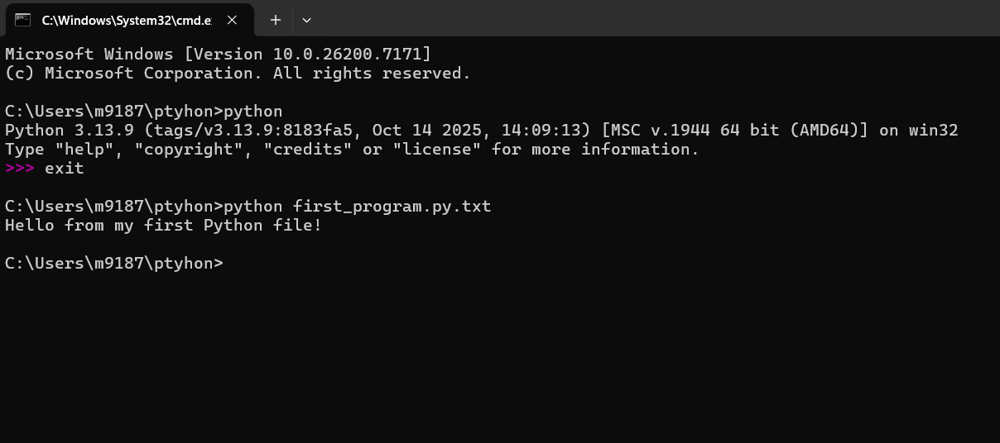 C:\Windows\System32\cmd.e
Microsoft Windows [Version 10.0.26200.7171]
(c) Microsoft Corporation. All rights reserved.
C:\Users\m9187\ptyhon>python
Python 3.13.9 (tags/v3.13.9:8183fa5, Oct 14 2025, 14:09:13) [MSC v.1944 64 bit (AMD64)] on win32
Type "help", "copyright", "credits" or "license" for more information.
>>> exit
C:\Users\m9187\ptyhon>python first_program.py.txt
Hello from my first Python file!
C:\Users\m9187\ptyhon>